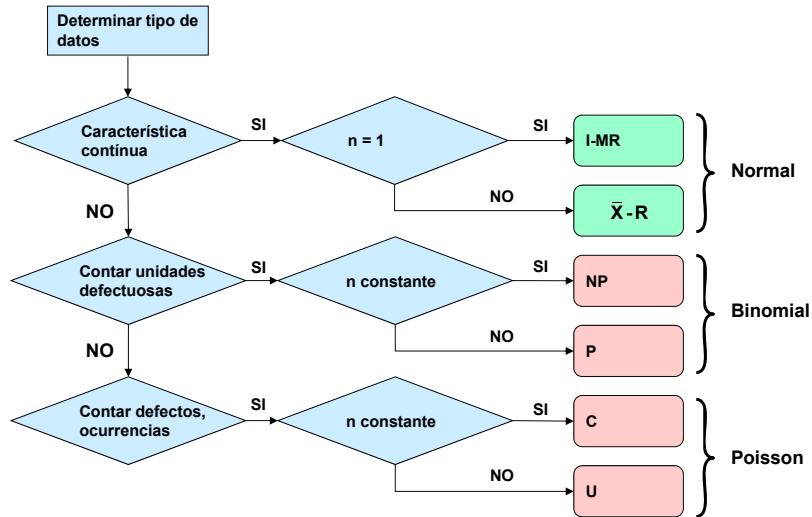 Determinar tipo de
datos
Característica
contínua
SI
n = 1
SI
I-MR
NO
X̄ - R
Normal
NO
Contar unidades
defectuosas
SI
n constante
SI
NP
NO
P
Binomial
NO
Contar defectos,
ocurrencias
SI
n constante
SI
C
NO
U
Poisson